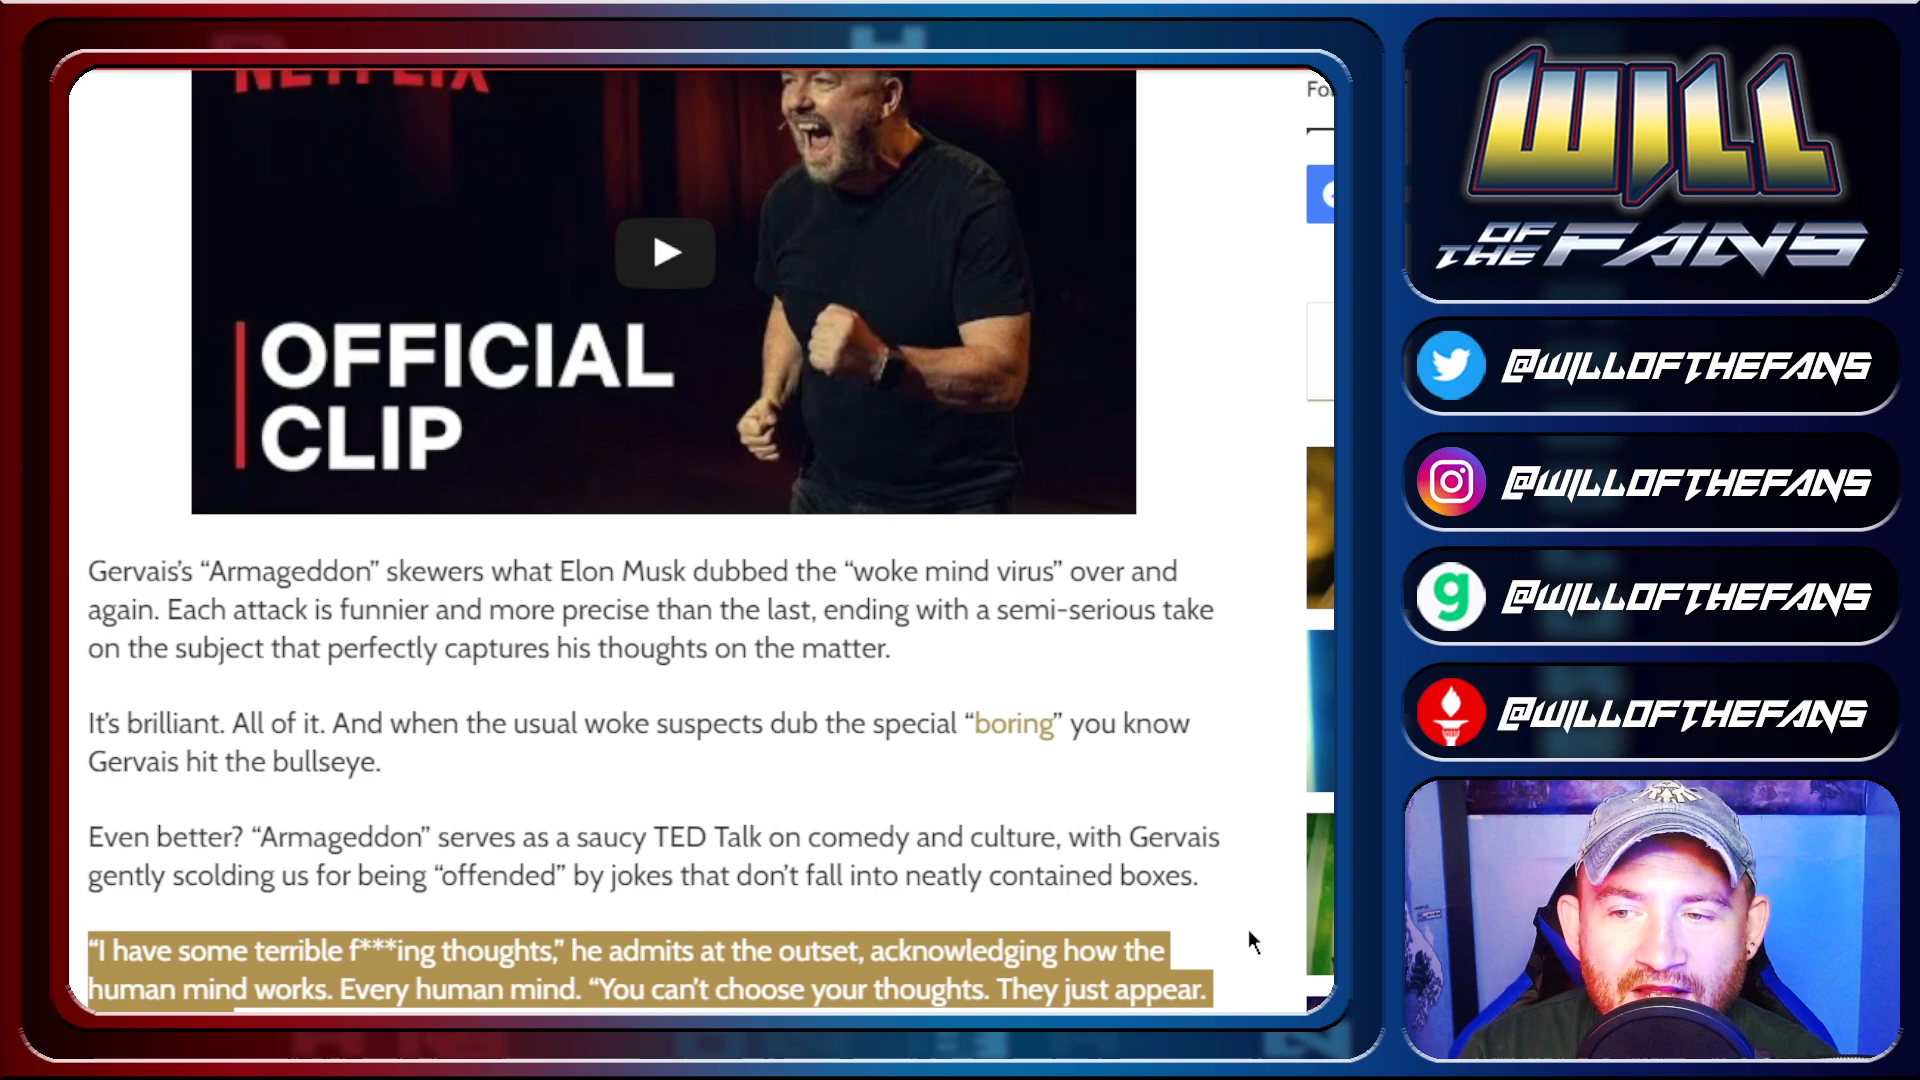 NETFLIX
OFFICIAL
CLIP
Gervais's “Armageddon” skewers what Elon Musk dubbed the “woke mind virus” over and
again. Each attack is funnier and more precise than the last, ending with a semi-serious take
on the subject that perfectly captures his thoughts on the matter.
It's brilliant. All of it. And when the usual woke suspects dub the special “boring” you know
Gervais hit the bullseye.
Even better? “Armageddon” serves as a saucy TED Talk on comedy and culture, with Gervais
gently scolding us for being “offended” by jokes that don't fall into neatly contained boxes.
“I have some terrible f***ing thoughts,” he admits at the outset, acknowledging how the
human mind works. Every human mind. “You can't choose your thoughts. They just appear.
WILL
OF
THE FANS
@WILLOFTHEFANS
@WILLOFTHEFANS
g @WILLOFTHEFANS
@WILLOFTHEFANS